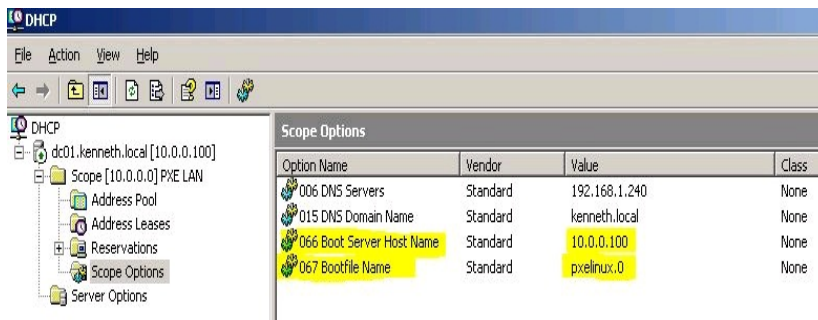 DHCP
File Action View Help
DHCP
dc01.kenneth.local [10.0.0.100]
Scope [10.0.0.0] PXE LAN
Address Pool
Address Leases
Reservations
Scope Options
Server Options
Scope Options
Option Name Vendor Value Class
006 DNS Servers Standard 192.168.1.240 None
015 DNS Domain Name Standard kenneth.local None
066 Boot Server Host Name Standard 10.0.0.100 None
067 Bootfile Name Standard pxelinux.0 None